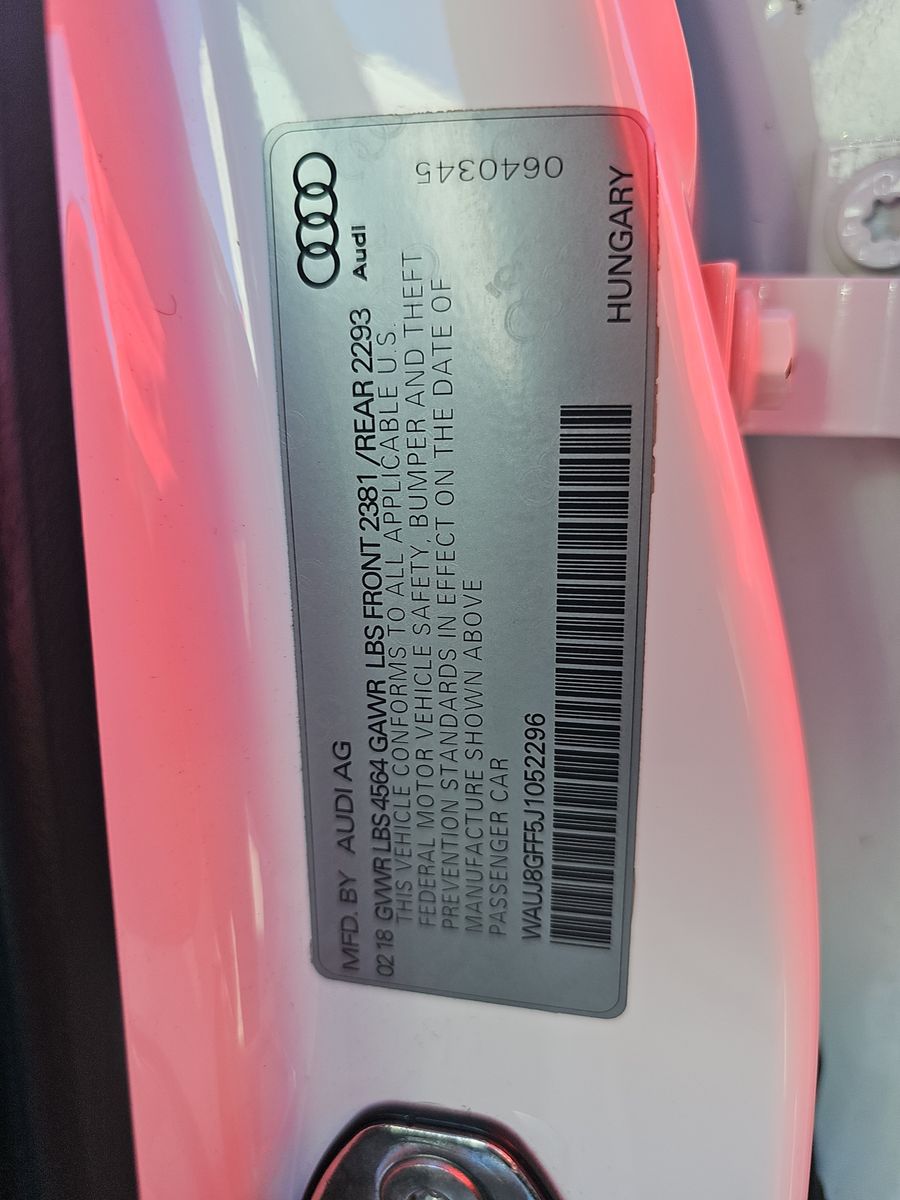 MFD. BY AUDI AG
Audi
02 18 GVWR LBS 4564 GAWR LBS FRONT 2381 /REAR 2293
THIS VEHICLE CONFORMS TO ALL APPLICABLE U.S.
FEDERAL MOTOR VEHICLE SAFETY, BUMPER AND THEFT
PREVENTION STANDARDS IN EFFECT ON THE DATE OF
MANUFACTURE SHOWN ABOVE
PASSENGER CAR
0640345
WAUJ8GFF5J1052296
HUNGARY